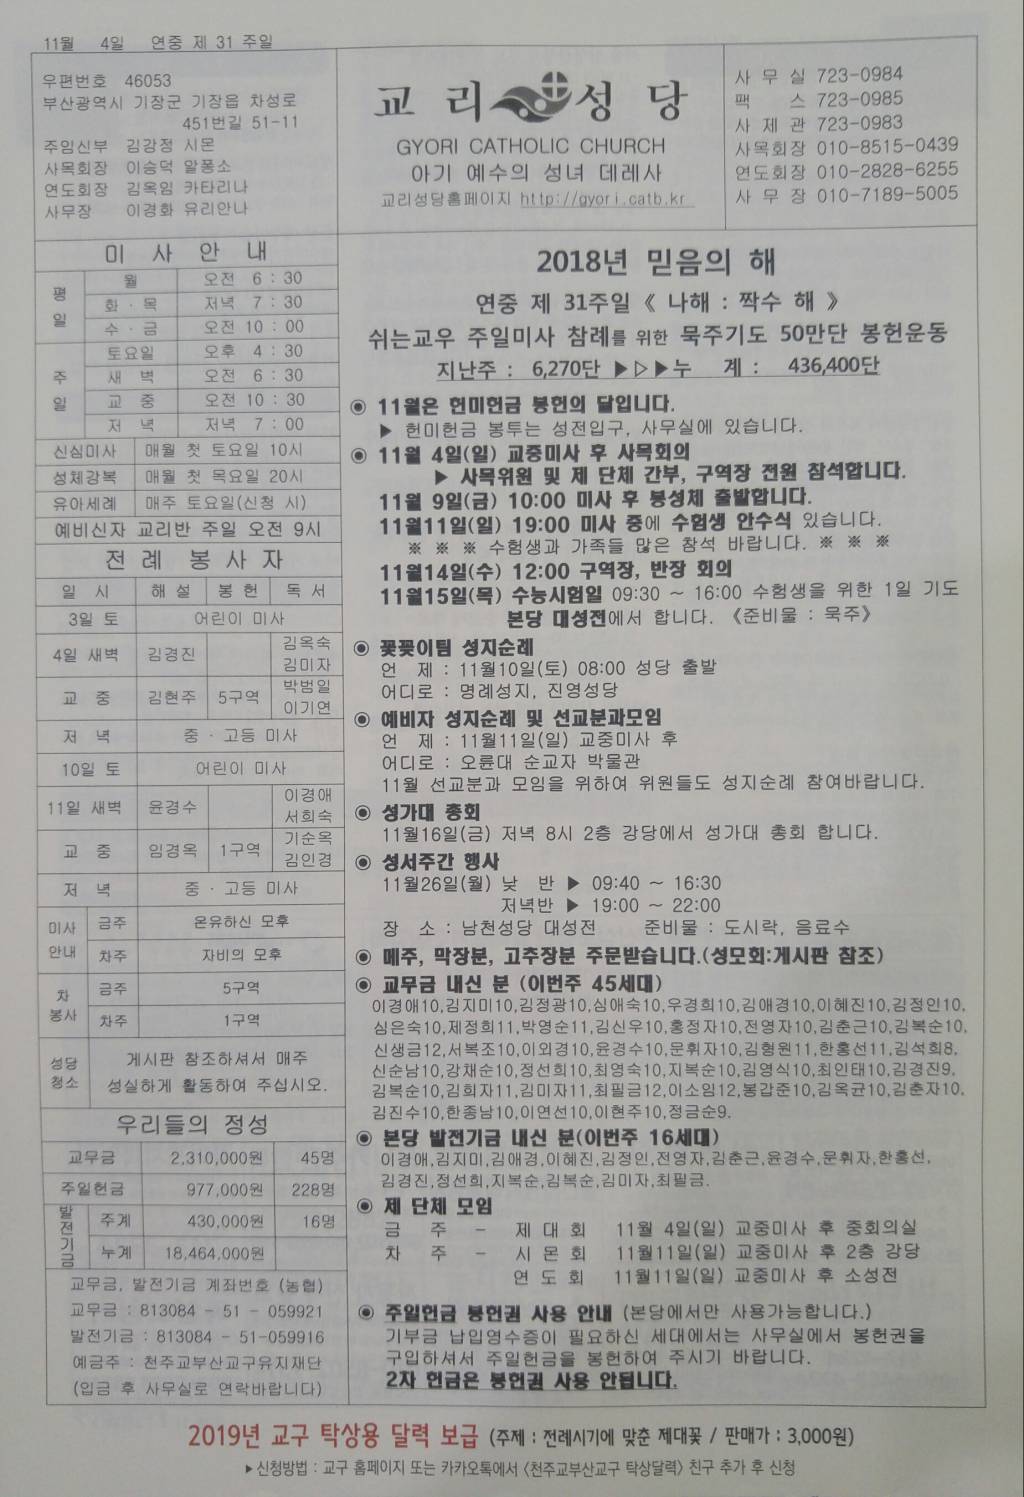 11월 4일 연중 제 31 주일
우편번호 46053
부산광역시 기장군 기장읍 차성로
451번길 51-11
주임신부 김강정 시몬
사목회장 이승덕 알퐁소
연도회장 김옥임 카타리나
사무장 이경화 유리안나
교리성당
GYORI CATHOLIC CHURCH
아기 예수의 성녀 데레사
교리성당홈페이지 http://gyori.catb.kr
사 무 실 723-0984
팩 스 723-0985
사 제 관 723-0983
사목회장 010-8515-0439
연도회장 010-2828-6255
사 무 장 010-7189-5005
미 사 안 내
평일 월 오전 6 : 30
화 · 목 저녁 7 : 30
수 · 금 오전 10 : 00
주일 토요일 오후 4 : 30
새 벽 오전 6 : 30
교 중 오전 10 : 30
저 녁 저녁 7 : 00
신심미사 매월 첫 토요일 10시
성체강복 매월 첫 목요일 20시
유아세례 매주 토요일(신청 시)
예비신자 교리반 주일 오전 9시
전 례 봉 사 자
일 시 해 설 봉 헌 독 서
3일 토 어린이 미사
4일 새벽 김경진 김옥숙
김미자
교 중 김현주 5구역 박범일
이기연
저 녁 중 · 고등 미사
10일 토 어린이 미사
11일 새벽 윤경수 이경애
서희숙
교 중 임경옥 1구역 기순옥
김인경
저 녁 중 · 고등 미사
미사 안내 금주 온유하신 모후
차주 자비의 모후
차 봉사 금주 5구역
차주 1구역
성당 청소 게시판 참조하셔서 매주
성실하게 활동하여 주십시오.
우리들의 정성
교무금 2,310,000원 45명
주일헌금 977,000원 228명
발전기금 주계 430,000원 16명
누계 18,464,000원
교무금, 발전기금 계좌번호 (농협)
교무금 : 813084 - 51 - 059921
발전기금 : 813084 - 51-059916
예금주 : 천주교부산교구유지재단
(입금 후 사무실로 연락바랍니다)
2018년 믿음의 해
연중 제 31주일 《 나해 : 짝수 해 》
쉬는교우 주일미사 참례를 위한 묵주기도 50만단 봉헌운동
지난주 : 6,270단 ▶▷▶누 계 : 436,400단
◉ 11월은 헌미헌금 봉헌의 달입니다.
▶ 헌미헌금 봉투는 성전입구, 사무실에 있습니다.
◉ 11월 4일(일) 교중미사 후 사목회의
▶ 사목위원 및 제 단체 간부, 구역장 전원 참석합니다.
11월 9일(금) 10:00 미사 후 봉성체 출발합니다.
11월11일(일) 19:00 미사 중에 수험생 안수식 있습니다.
※ ※ ※ 수험생과 가족들 많은 참석 바랍니다. ※ ※ ※
11월14일(수) 12:00 구역장, 반장 회의
11월15일(목) 수능시험일 09:30 ~ 16:00 수험생을 위한 1일 기도
본당 대성전에서 합니다. 《준비물 : 묵주》
◉ 꽃꽂이팀 성지순례
언 제 : 11월10일(토) 08:00 성당 출발
어디로 : 명례성지, 진영성당
◉ 예비자 성지순례 및 선교분과모임
언 제 : 11월11일(일) 교중미사 후
어디로 : 오륜대 순교자 박물관
11월 선교분과 모임을 위하여 위원들도 성지순례 참여바랍니다.
◉ 성가대 총회
11월16일(금) 저녁 8시 2층 강당에서 성가대 총회 합니다.
◉ 성서주간 행사
11월26일(월) 낮 반 ▶ 09:40 ~ 16:30
저녁반 ▶ 19:00 ~ 22:00
장 소 : 남천성당 대성전 준비물 : 도시락, 음료수
◉ 매주, 막장분, 고추장분 주문받습니다.(성모회:게시판 참조)
◉ 교무금 내신 분 (이번주 45세대)
이경애10,김지미10,김정광10,심애숙10,우경희10,김애경10,이혜진10,김정인10,
심은숙10,제정희11,박영순11,김신우10,홍정자10,전영자10,김춘근10,김복순10,
신생금12,서복조10,이외경10,윤경수10,문휘자10,김형원11,한홍선11,김석희8,
신순남10,강채순10,정선희10,최영숙10,지복순10,김영식10,최인태10,김경진9,
김복순10,김희자11,김미자11,최필금12,이소임12,봉갑준10,김옥균10,김춘자10,
김진수10,한종남10,이연선10,이현주10,정금순9.
◉ 본당 발전기금 내신 분(이번주 16세대)
이경애,김지미,김애경,이혜진,김정인,전영자,김춘근,윤경수,문휘자,한홍선,
김경진,정선희,지복순,김복순,김미자,최필금.
◉ 제 단체 모임
금 주 - 제 대 회 11월 4일(일) 교중미사 후 중회의실
차 주 - 시 몬 회 11월11일(일) 교중미사 후 2층 강당
연 도 회 11월11일(일) 교중미사 후 소성전
◉ 주일헌금 봉헌권 사용 안내 (본당에서만 사용가능합니다.)
기부금 납입영수증이 필요하신 세대에서는 사무실에서 봉헌권을
구입하셔서 주일헌금을 봉헌하여 주시기 바랍니다.
2차 헌금은 봉헌권 사용 안됩니다.
2019년 교구 탁상용 달력 보급 (주제 : 전례시기에 맞춘 제대꽃 / 판매가 : 3,000원)
▶신청방법 : 교구 홈페이지 또는 카카오톡에서 〈천주교부산교구 탁상달력〉 친구 추가 후 신청